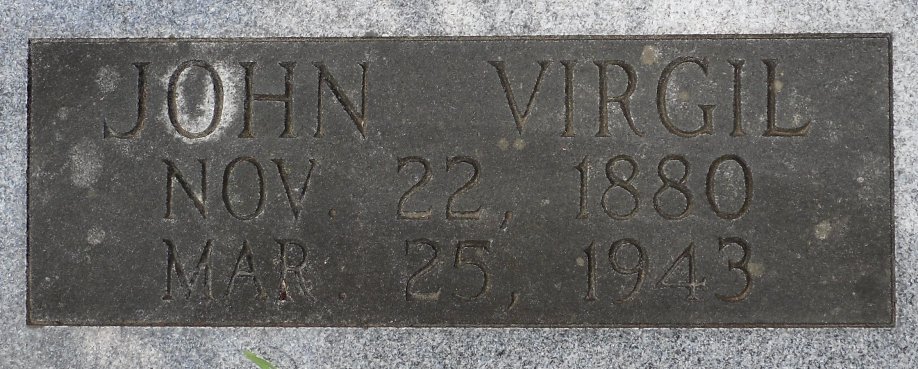 JOHN VIRGIL
NOV. 22, 1880
MAR. 25, 1943